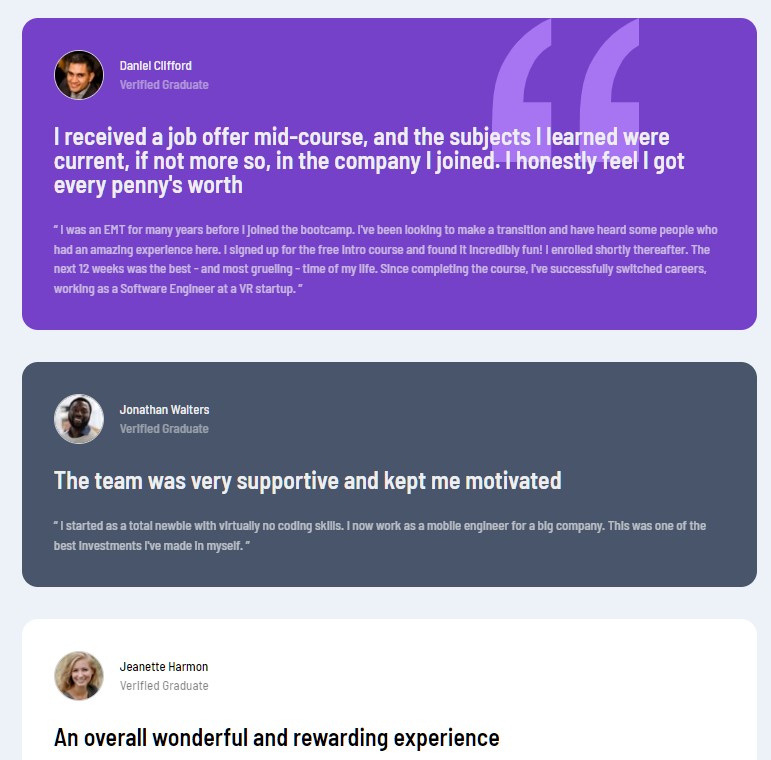 Daniel Clifford
Verified Graduate
I received a job offer mid-course, and the subjects I learned were
current, if not more so, in the company I joined. I honestly feel I got
every penny's worth
“ I was an EMT for many years before I joined the bootcamp. I've been looking to make a transition and have heard some people who
had an amazing experience here. I signed up for the free intro course and found it incredibly fun! I enrolled shortly thereafter. The
next 12 weeks was the best - and most grueling - time of my life. Since completing the course, I've successfully switched careers,
working as a Software Engineer at a VR startup. ”
Jonathan Walters
Verified Graduate
The team was very supportive and kept me motivated
“ I started as a total newbie with virtually no coding skills. I now work as a mobile engineer for a big company. This was one of the
best investments I've made in myself. ”
Jeanette Harmon
Verified Graduate
An overall wonderful and rewarding experience